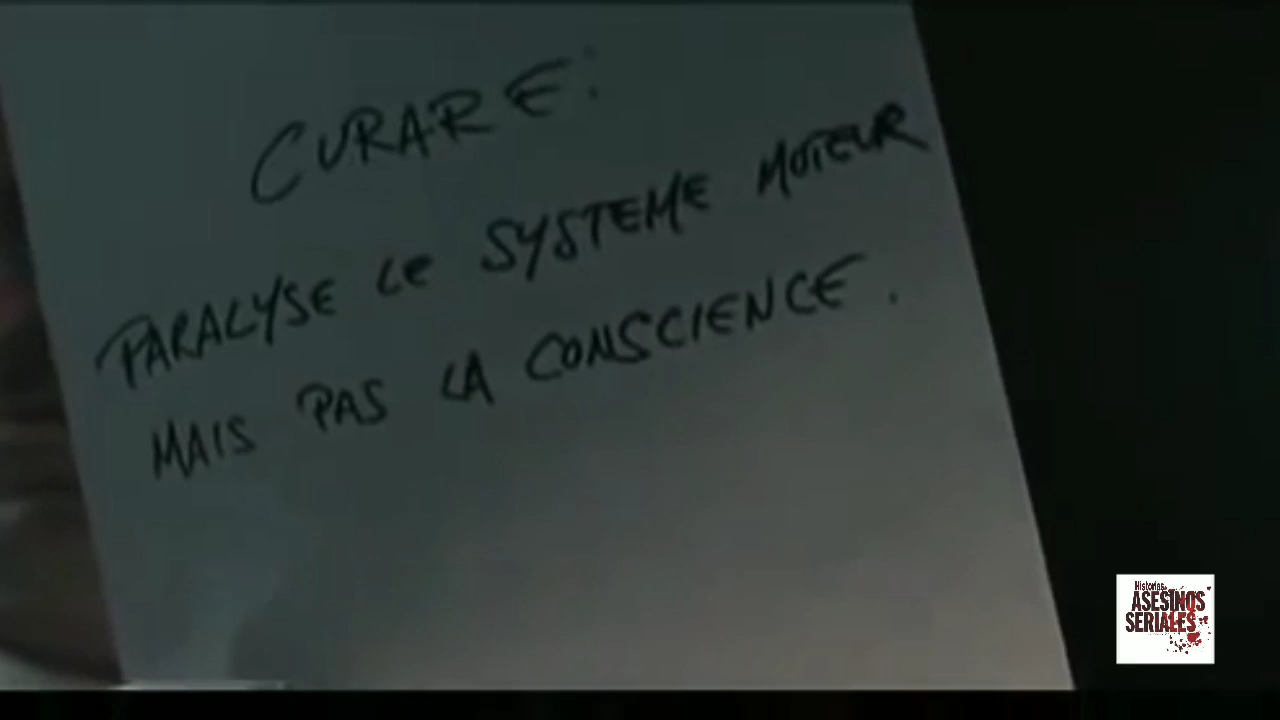 CURARE:
PARALYSE Le SYSTEME MOTEUR
MAIS PAS LA CONSCIENCE.
Historias
ASESINOS
SERIALES